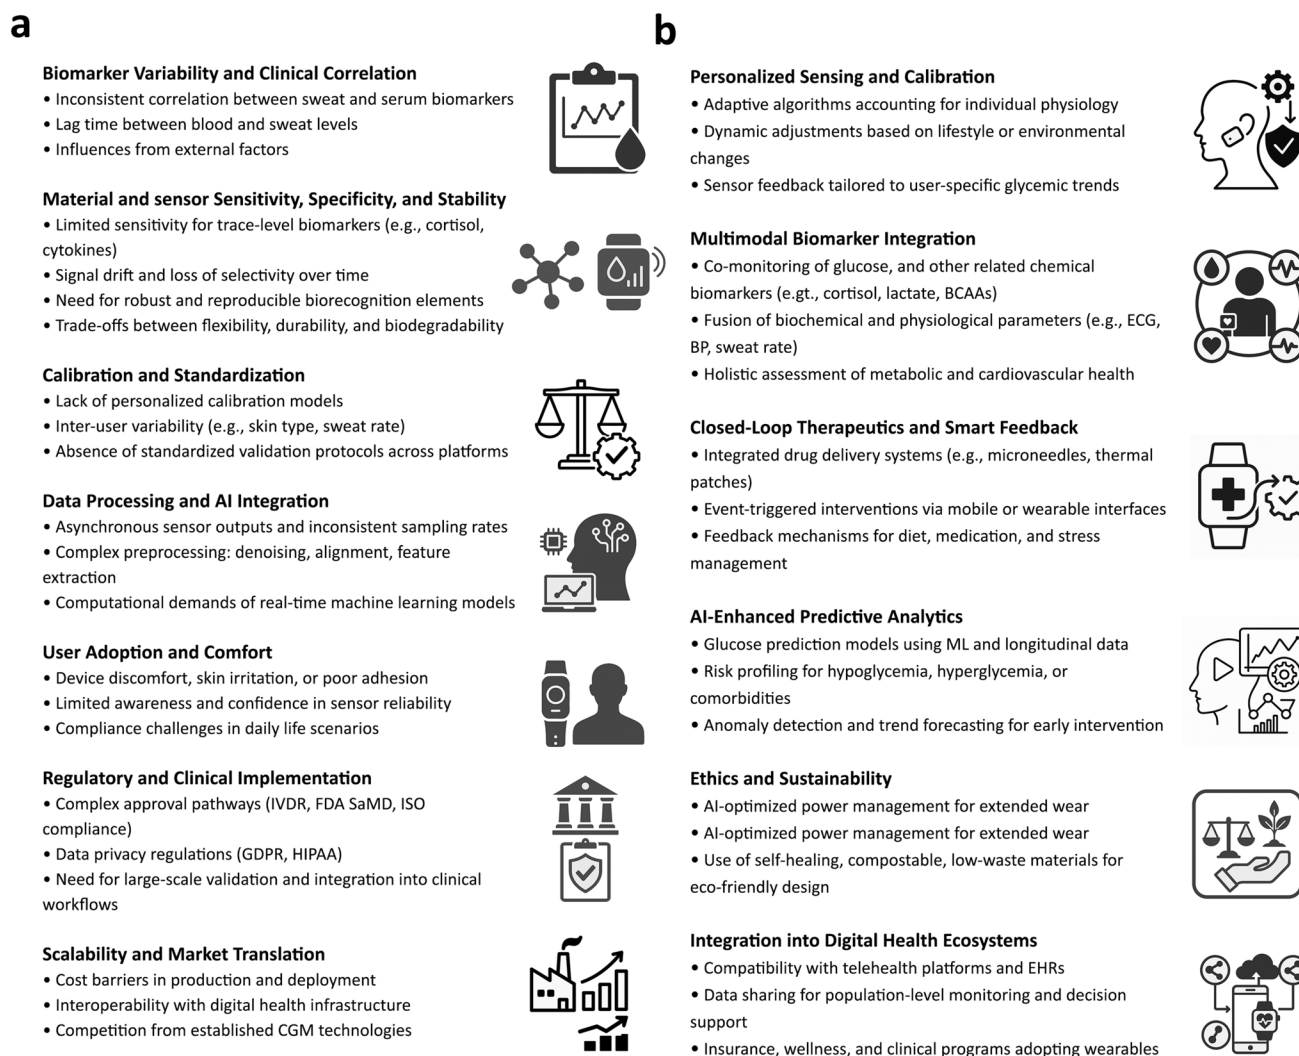 a
Biomarker Variability and Clinical Correlation
• Inconsistent correlation between sweat and serum biomarkers
• Lag time between blood and sweat levels
• Influences from external factors
Material and sensor Sensitivity, Specificity, and Stability
• Limited sensitivity for trace-level biomarkers (e.g., cortisol,
cytokines)
• Signal drift and loss of selectivity over time
• Need for robust and reproducible biorecognition elements
• Trade-offs between flexibility, durability, and biodegradability
Calibration and Standardization
• Lack of personalized calibration models
• Inter-user variability (e.g., skin type, sweat rate)
• Absence of standardized validation protocols across platforms
Data Processing and AI Integration
• Asynchronous sensor outputs and inconsistent sampling rates
• Complex preprocessing: denoising, alignment, feature
extraction
• Computational demands of real-time machine learning models
User Adoption and Comfort
• Device discomfort, skin irritation, or poor adhesion
• Limited awareness and confidence in sensor reliability
• Compliance challenges in daily life scenarios
Regulatory and Clinical Implementation
• Complex approval pathways (IVDR, FDA SaMD, ISO
compliance)
• Data privacy regulations (GDPR, HIPAA)
• Need for large-scale validation and integration into clinical
workflows
Scalability and Market Translation
• Cost barriers in production and deployment
• Interoperability with digital health infrastructure
• Competition from established CGM technologies
b
Personalized Sensing and Calibration
• Adaptive algorithms accounting for individual physiology
• Dynamic adjustments based on lifestyle or environmental
changes
• Sensor feedback tailored to user-specific glycemic trends
Multimodal Biomarker Integration
• Co-monitoring of glucose, and other related chemical
biomarkers (e.gt., cortisol, lactate, BCAAs)
• Fusion of biochemical and physiological parameters (e.g., ECG,
BP, sweat rate)
• Holistic assessment of metabolic and cardiovascular health
Closed-Loop Therapeutics and Smart Feedback
• Integrated drug delivery systems (e.g., microneedles, thermal
patches)
• Event-triggered interventions via mobile or wearable interfaces
• Feedback mechanisms for diet, medication, and stress
management
AI-Enhanced Predictive Analytics
• Glucose prediction models using ML and longitudinal data
• Risk profiling for hypoglycemia, hyperglycemia, or
comorbidities
• Anomaly detection and trend forecasting for early intervention
Ethics and Sustainability
• AI-optimized power management for extended wear
• AI-optimized power management for extended wear
• Use of self-healing, compostable, low-waste materials for
eco-friendly design
Integration into Digital Health Ecosystems
• Compatibility with telehealth platforms and EHRs
• Data sharing for population-level monitoring and decision
support
• Insurance, wellness, and clinical programs adopting wearables